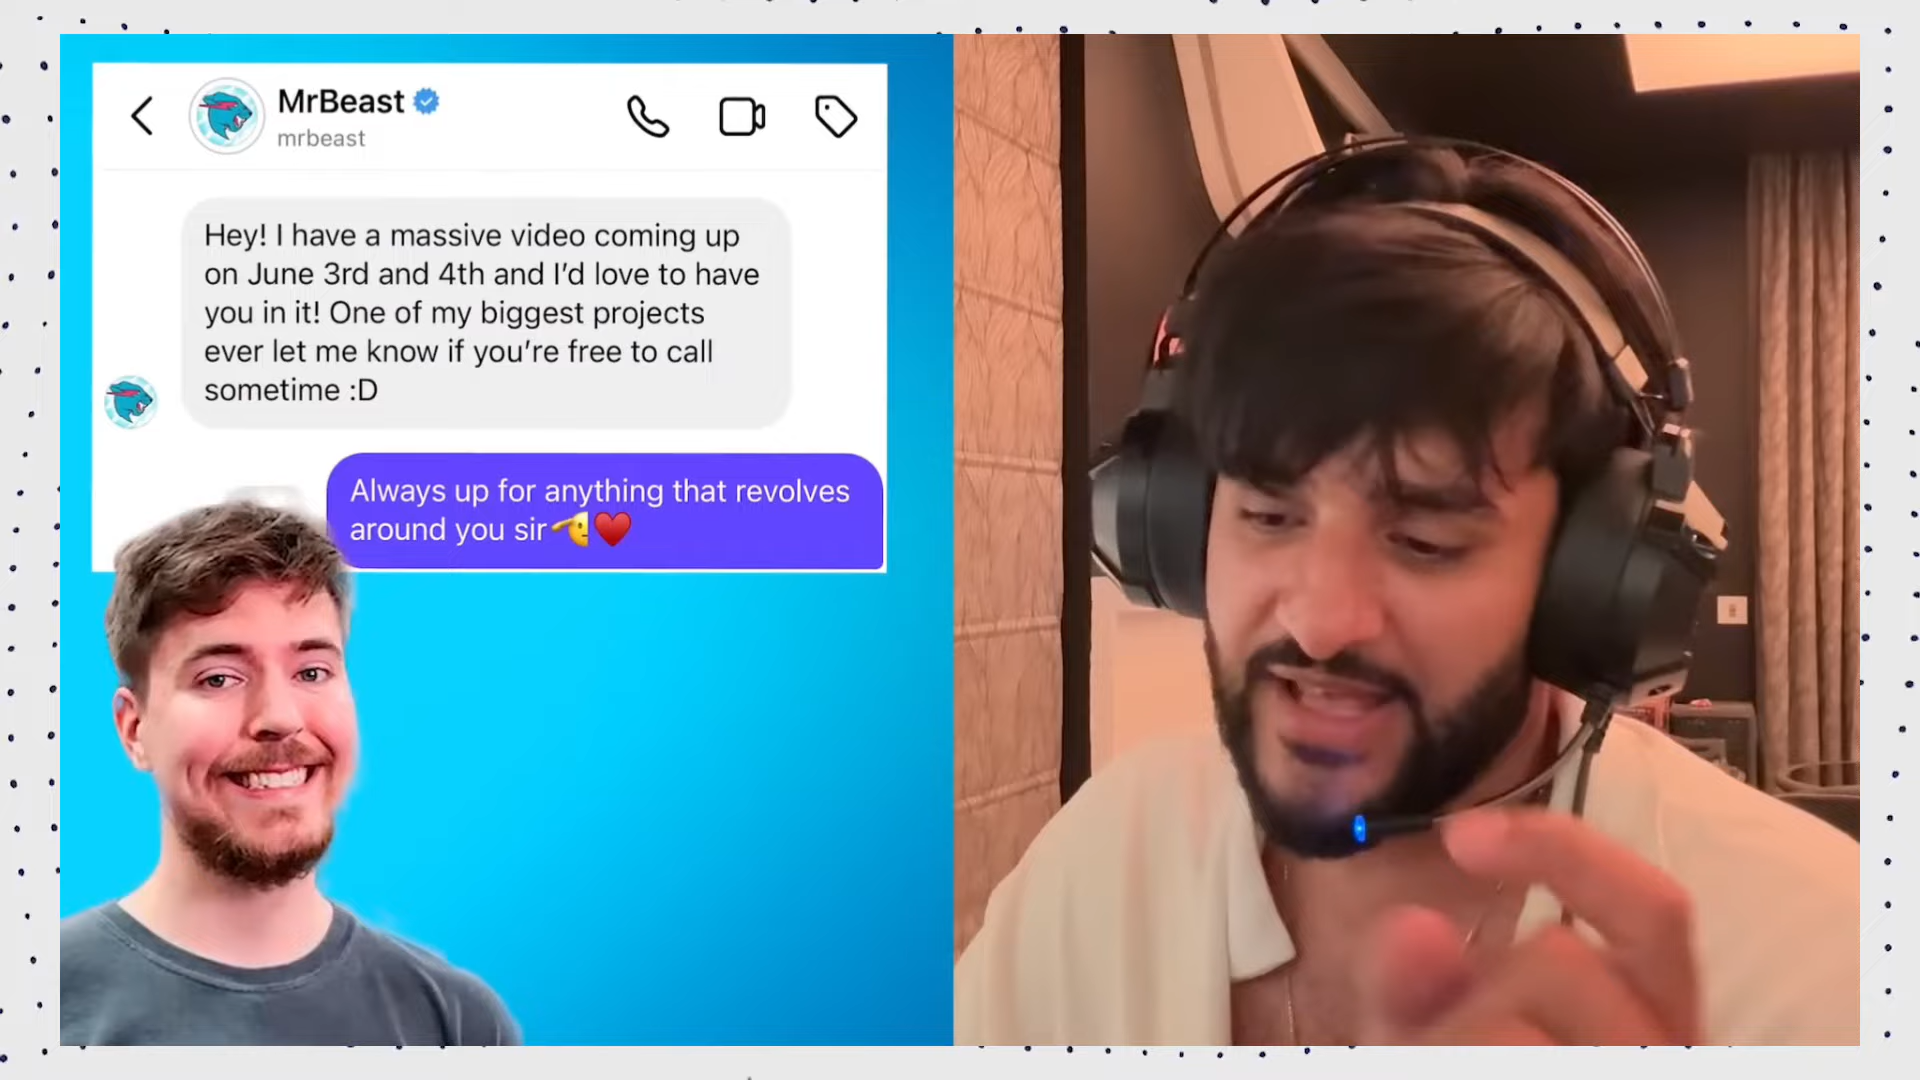 MrBeast
mrbeast
Hey! I have a massive video coming up
on June 3rd and 4th and I’d love to have
you in it! One of my biggest projects
ever let me know if you’re free to call
sometime :D
Always up for anything that revolves
around you sir🫡❤️